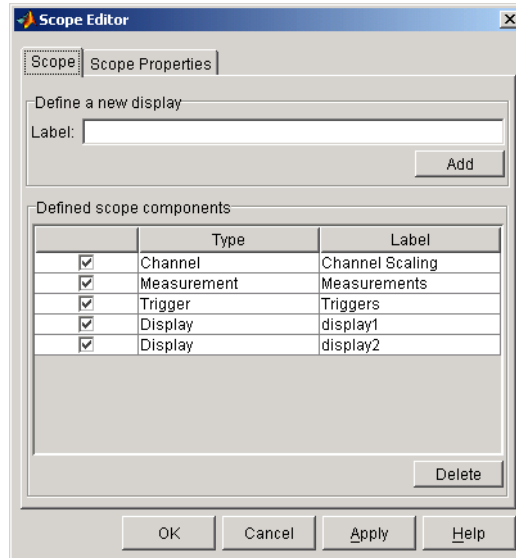 Scope Editor
Scope Scope Properties
Define a new display
Label:
Add
Defined scope components
Type Label
Channel Channel Scaling
Measurement Measurements
Trigger Triggers
Display display1
Display display2
Delete
OK Cancel Apply Help